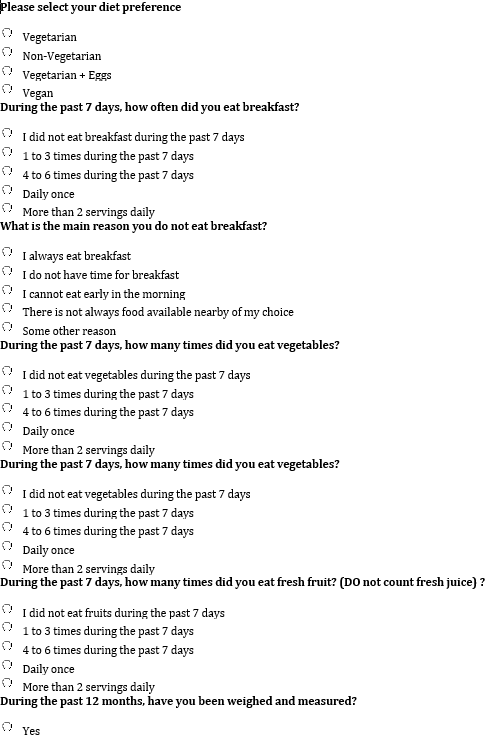 Please select your diet preference
Vegetarian
Non-Vegetarian
Vegetarian + Eggs
Vegan
During the past 7 days, how often did you eat breakfast?
I did not eat breakfast during the past 7 days
1 to 3 times during the past 7 days
4 to 6 times during the past 7 days
Daily once
More than 2 servings daily
What is the main reason you do not eat breakfast?
I always eat breakfast
I do not have time for breakfast
I cannot eat early in the morning
There is not always food available nearby of my choice
Some other reason
During the past 7 days, how many times did you eat vegetables?
I did not eat vegetables during the past 7 days
1 to 3 times during the past 7 days
4 to 6 times during the past 7 days
Daily once
More than 2 servings daily
During the past 7 days, how many times did you eat vegetables?
I did not eat vegetables during the past 7 days
1 to 3 times during the past 7 days
4 to 6 times during the past 7 days
Daily once
More than 2 servings daily
During the past 7 days, how many times did you eat fresh fruit? (DO not count fresh juice) ?
I did not eat fruits during the past 7 days
1 to 3 times during the past 7 days
4 to 6 times during the past 7 days
Daily once
More than 2 servings daily
During the past 12 months, have you been weighed and measured?
Yes